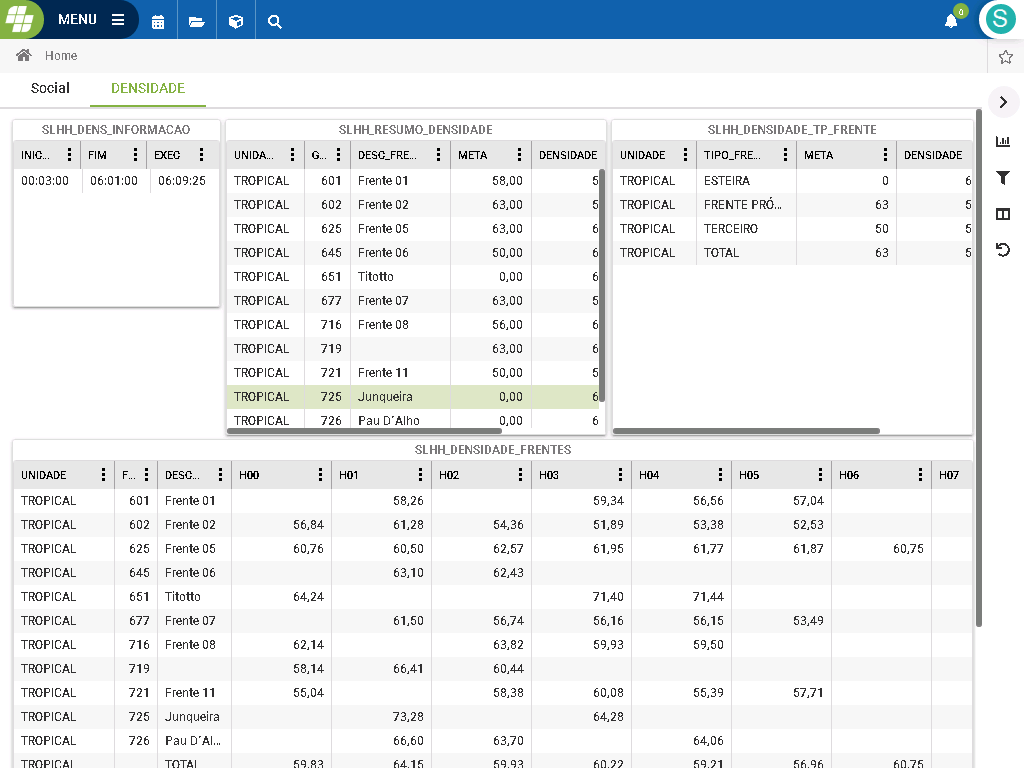 MENU
0
S
Home
Social DENSIDADE
SLHH_DENS_INFORMACAO
INIC... FIM EXEC
00:03:00 06:01:00 06:09:25
SLHH_RESUMO_DENSIDADE
UNIDA... G... DESC_FRE... META DENSIDADE
TROPICAL 601 Frente 01 58,00 5
TROPICAL 602 Frente 02 63,00 5
TROPICAL 625 Frente 05 63,00 6
TROPICAL 645 Frente 06 50,00 6
TROPICAL 651 Titotto 0,00 6
TROPICAL 677 Frente 07 63,00 5
TROPICAL 716 Frente 08 56,00 6
TROPICAL 719 63,00 6
TROPICAL 721 Frente 11 50,00 5
TROPICAL 725 Junqueira 0,00 6
TROPICAL 726 Pau D´Alho 0,00 6
SLHH_DENSIDADE_TP_FRENTE
UNIDADE TIPO_FRE... META DENSIDADE
TROPICAL ESTEIRA 0 6
TROPICAL FRENTE PRÓ... 63 5
TROPICAL TERCEIRO 50 5
TROPICAL TOTAL 63 5
SLHH_DENSIDADE_FRENTES
UNIDADE F... DESC... H00 H01 H02 H03 H04 H05 H06 H07
TROPICAL 601 Frente 01 58,26 59,34 56,56 57,04
TROPICAL 602 Frente 02 56,84 61,28 54,36 51,89 53,38 52,53
TROPICAL 625 Frente 05 60,76 60,50 62,57 61,95 61,77 61,87 60,75
TROPICAL 645 Frente 06 63,10 62,43
TROPICAL 651 Titotto 64,24 71,40 71,44
TROPICAL 677 Frente 07 61,50 56,74 56,16 56,15 53,49
TROPICAL 716 Frente 08 62,14 63,82 59,93 59,50
TROPICAL 719 58,14 66,41 60,44
TROPICAL 721 Frente 11 55,04 58,38 60,08 55,39 57,71
TROPICAL 725 Junqueira 73,28 64,28
TROPICAL 726 Pau D´Al... 66,60 63,70 64,06
TROPICAL TOTAL 59,83 64,15 59,93 60,22 59,21 56,96 60,75